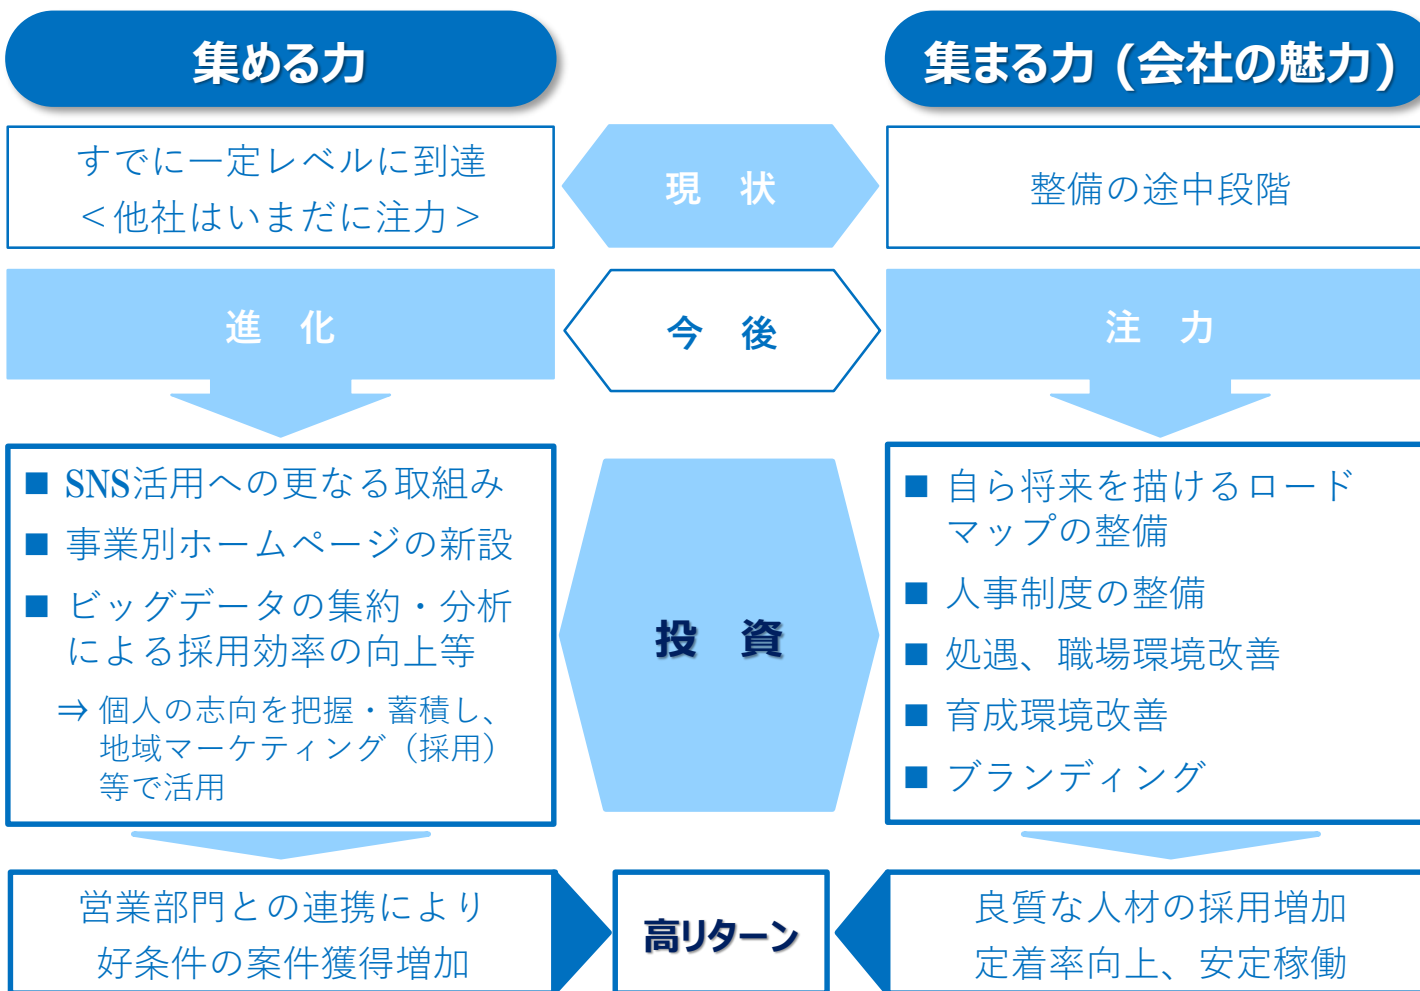 集める力
集まる力 (会社の魅力)
すでに一定レベルに到達
＜他社はいまだに注力＞
現　状
整備の途中段階
進　化
今　後
注　力
■ SNS活用への更なる取組み
■ 事業別ホームページの新設
■ ビッグデータの集約・分析
による採用効率の向上等
⇒ 個人の志向を把握・蓄積し、
地域マーケティング（採用）
等で活用
投　資
■ 自ら将来を描けるロード
マップの整備
■ 人事制度の整備
■ 処遇、職場環境改善
■ 育成環境改善
■ ブランディング
営業部門との連携により
好条件の案件獲得増加
高リターン
良質な人材の採用増加
定着率向上、安定稼働